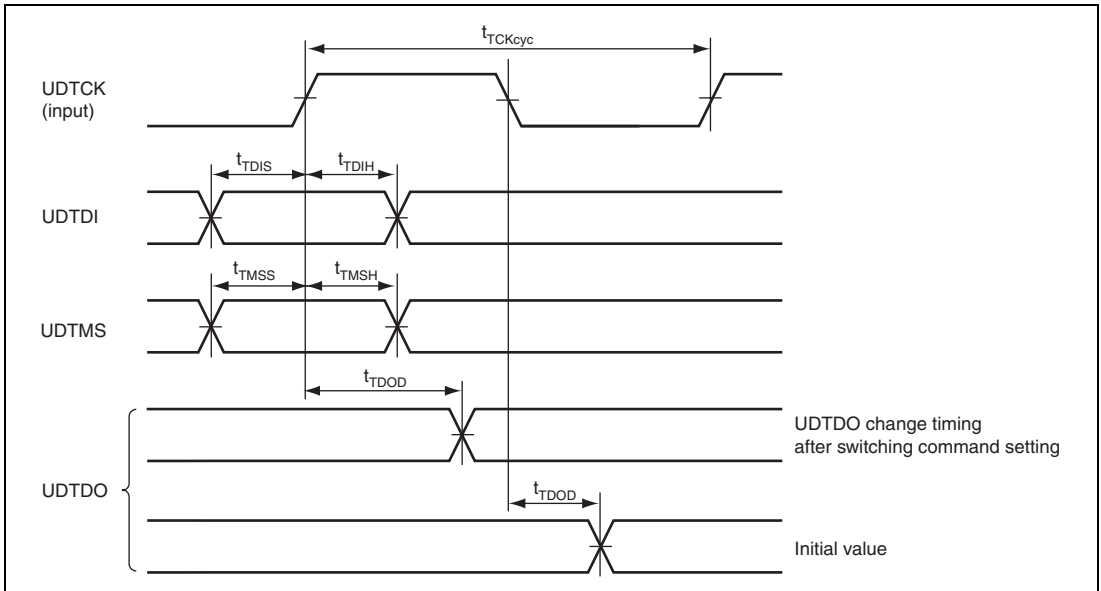 tTCKcyc
UDTCK
(input)
tTDIS
tTDIH
UDTDI
tTMSS
tTMSH
UDTMS
tTDOD
UDTDO change timing
after switching command setting
UDTDO
tTDOD
Initial value